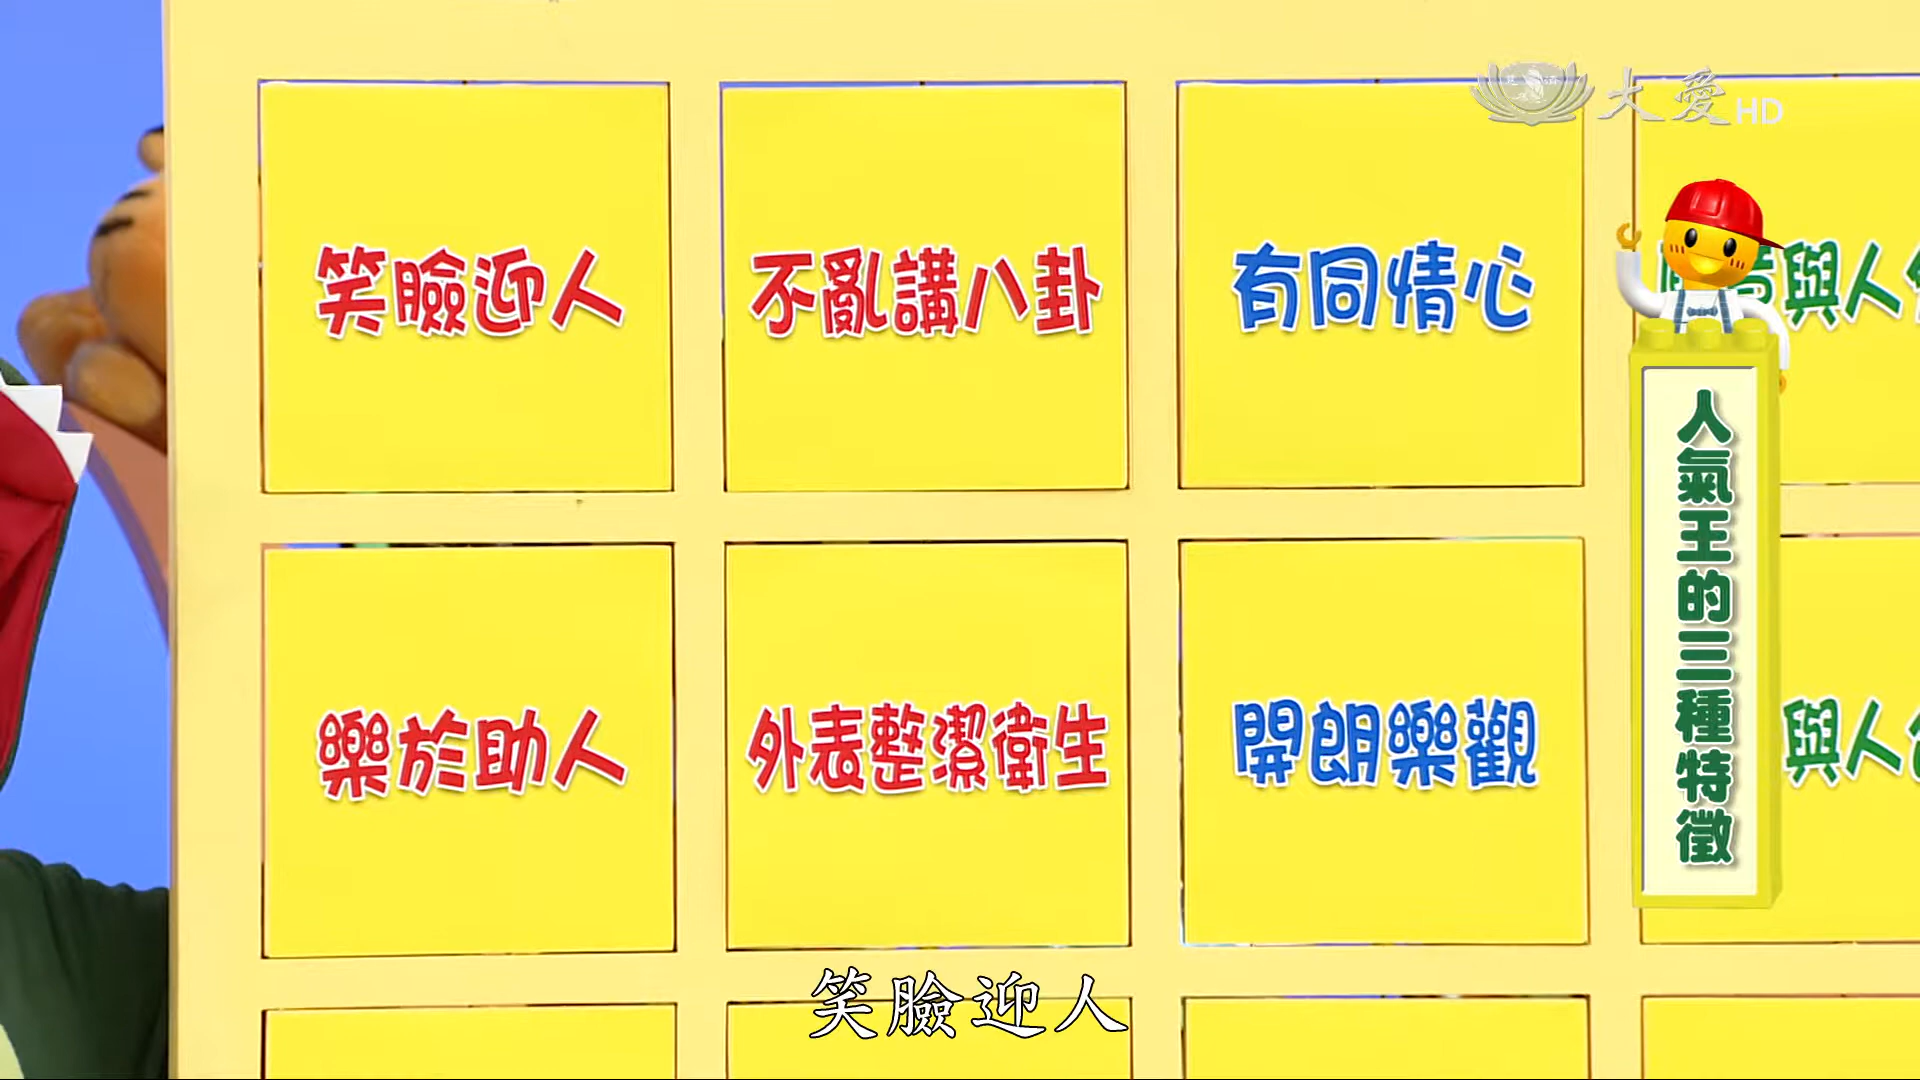 大愛HD
笑臉迎人
不亂講八卦
有同情心
與人
樂於助人
外表整潔衛生
開朗樂觀
與人
人氣王的三種特徵
笑臉迎人